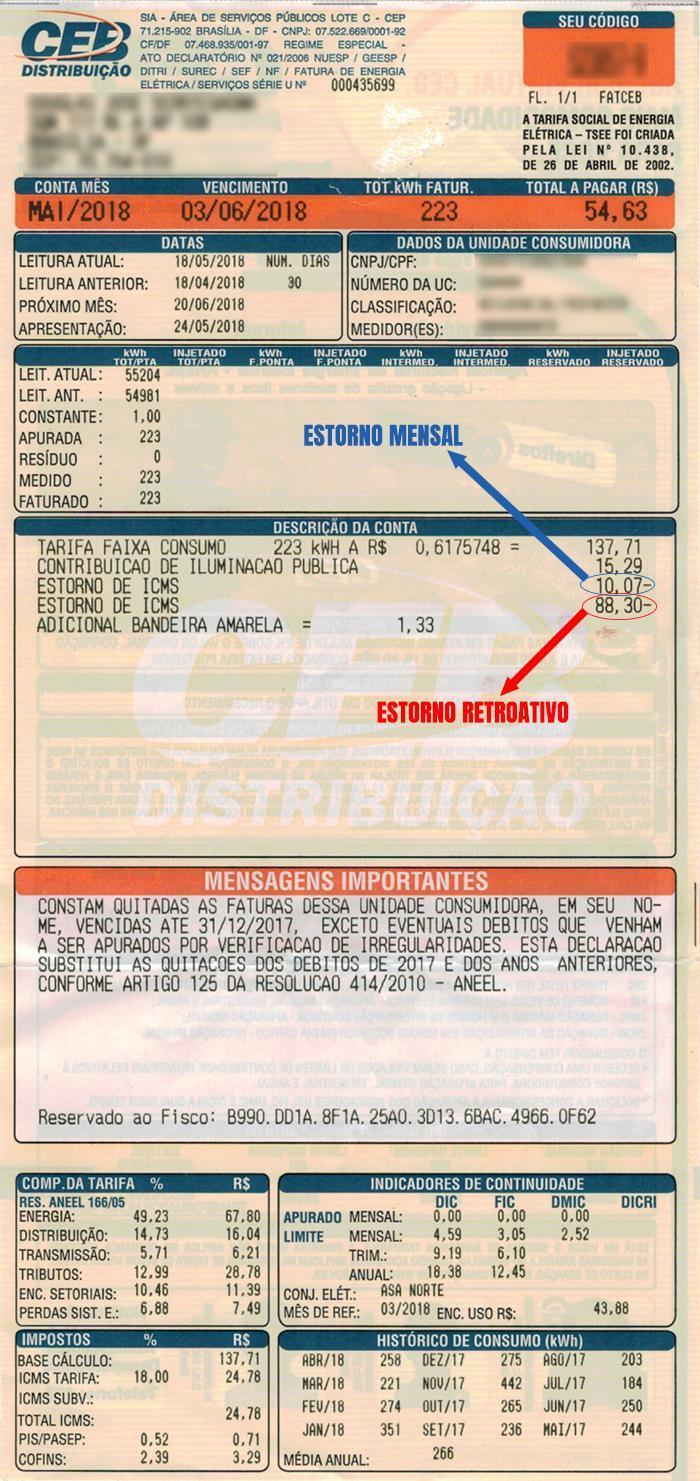 CEB
DISTRIBUIÇÃO
SIA - ÁREA DE SERVIÇOS PÚBLICOS LOTE C - CEP
71.215-902 BRASÍLIA - DF - CNPJ: 07.522.669/0001-92
CF/DF 07.468.935/001-97 REGIME ESPECIAL -
ATO DECLARATÓRIO Nº 021/2006 NUESP / GEESP /
DITRI / SUREC / SEF / NF / FATURA DE ENERGIA
ELÉTRICA / SERVIÇOS SÉRIE U Nº 000435699
SEU CÓDIGO
FL. 1/1 FATCEB
A TARIFA SOCIAL DE ENERGIA
ELÉTRICA – TSEE FOI CRIADA
PELA LEI Nº 10.438,
DE 26 DE ABRIL DE 2002.
CONTA MÊS VENCIMENTO TOT.kWh FATUR. TOTAL A PAGAR (R$)
MAI/2018 03/06/2018 223 54,63
DATAS
LEITURA ATUAL: 18/05/2018 NUM. DIAS
LEITURA ANTERIOR: 18/04/2018 30
PRÓXIMO MÊS: 20/06/2018
APRESENTAÇÃO: 24/05/2018
DADOS DA UNIDADE CONSUMIDORA
CNPJ/CPF:
NÚMERO DA UC:
CLASSIFICAÇÃO:
MEDIDOR(ES):
kWh TOT/PTA INJETADO TOT/PTA kWh F.PONTA INJETADO F.PONTA kWh INTERMED. INJETADO INTERMED. kWh RESERVADO INJETADO RESERVADO
LEIT. ATUAL: 55204
LEIT. ANT. : 54981
CONSTANTE: 1,00
APURADA : 223
RESÍDUO : 0
MEDIDO : 223
FATURADO : 223
ESTORNO MENSAL
DESCRIÇÃO DA CONTA
TARIFA FAIXA CONSUMO 223 kWH A R$ 0,6175748 = 137,71
CONTRIBUICAO DE ILUMINACAO PUBLICA 15,29
ESTORNO DE ICMS 10,07-
ESTORNO DE ICMS 88,30-
ADICIONAL BANDEIRA AMARELA = 1,33
ESTORNO RETROATIVO
CEB
DISTRIBUIÇÃO
MENSAGENS IMPORTANTES
CONSTAM QUITADAS AS FATURAS DESSA UNIDADE CONSUMIDORA, EM SEU NO-
ME, VENCIDAS ATE 31/12/2017, EXCETO EVENTUAIS DEBITOS QUE VENHAM
A SER APURADOS POR VERIFICACAO DE IRREGULARIDADES. ESTA DECLARACAO
SUBSTITUI AS QUITACOES DOS DEBITOS DE 2017 E DOS ANOS ANTERIORES,
CONFORME ARTIGO 125 DA RESOLUCAO 414/2010 - ANEEL.
Reservado ao Fisco: B990.DD1A.8F1A.25A0.3D13.6BAC.4966.0F62
COMP.DA TARIFA % R$
RES. ANEEL 166/05
ENERGIA: 49,23 67,80
DISTRIBUIÇÃO: 14,73 16,04
TRANSMISSÃO: 5,71 6,21
TRIBUTOS: 12,99 28,78
ENC. SETORIAIS: 10,46 11,39
PERDAS SIST. E.: 6,88 7,49
INDICADORES DE CONTINUIDADE
DIC FIC DMIC DICRI
APURADO MENSAL: 0,00 0,00 0,00
LIMITE MENSAL: 4,59 3,05 2,52
TRIM.: 9,19 6,10
ANUAL: 18,38 12,45
CONJ. ELÉT.: ASA NORTE
MÊS DE REF.: 03/2018 ENC. USO R$: 43,88
IMPOSTOS % R$
BASE CÁLCULO: 137,71
ICMS TARIFA: 18,00 24,78
ICMS SUBV.:
TOTAL ICMS: 24,78
PIS/PASEP: 0,52 0,71
COFINS: 2,39 3,29
HISTÓRICO DE CONSUMO (kWh)
ABR/18 258 DEZ/17 275 AGO/17 203
MAR/18 221 NOV/17 442 JUL/17 184
FEV/18 274 OUT/17 265 JUN/17 250
JAN/18 351 SET/17 236 MAI/17 244
MÉDIA ANUAL: 266